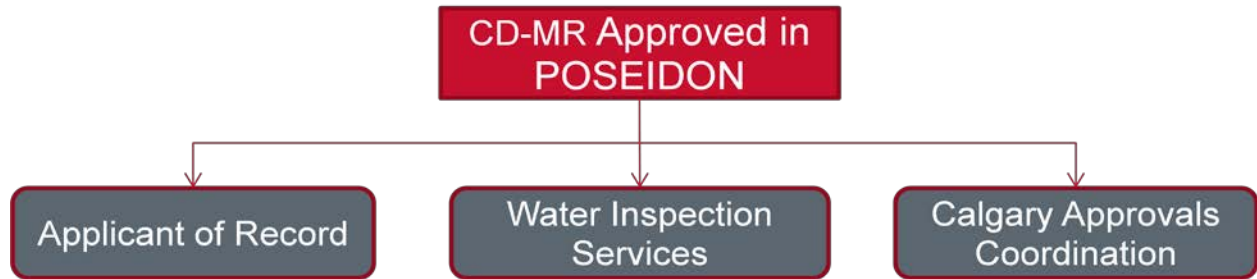 CD-MR Approved in
POSEIDON
Applicant of Record
Water Inspection
Services
Calgary Approvals
Coordination